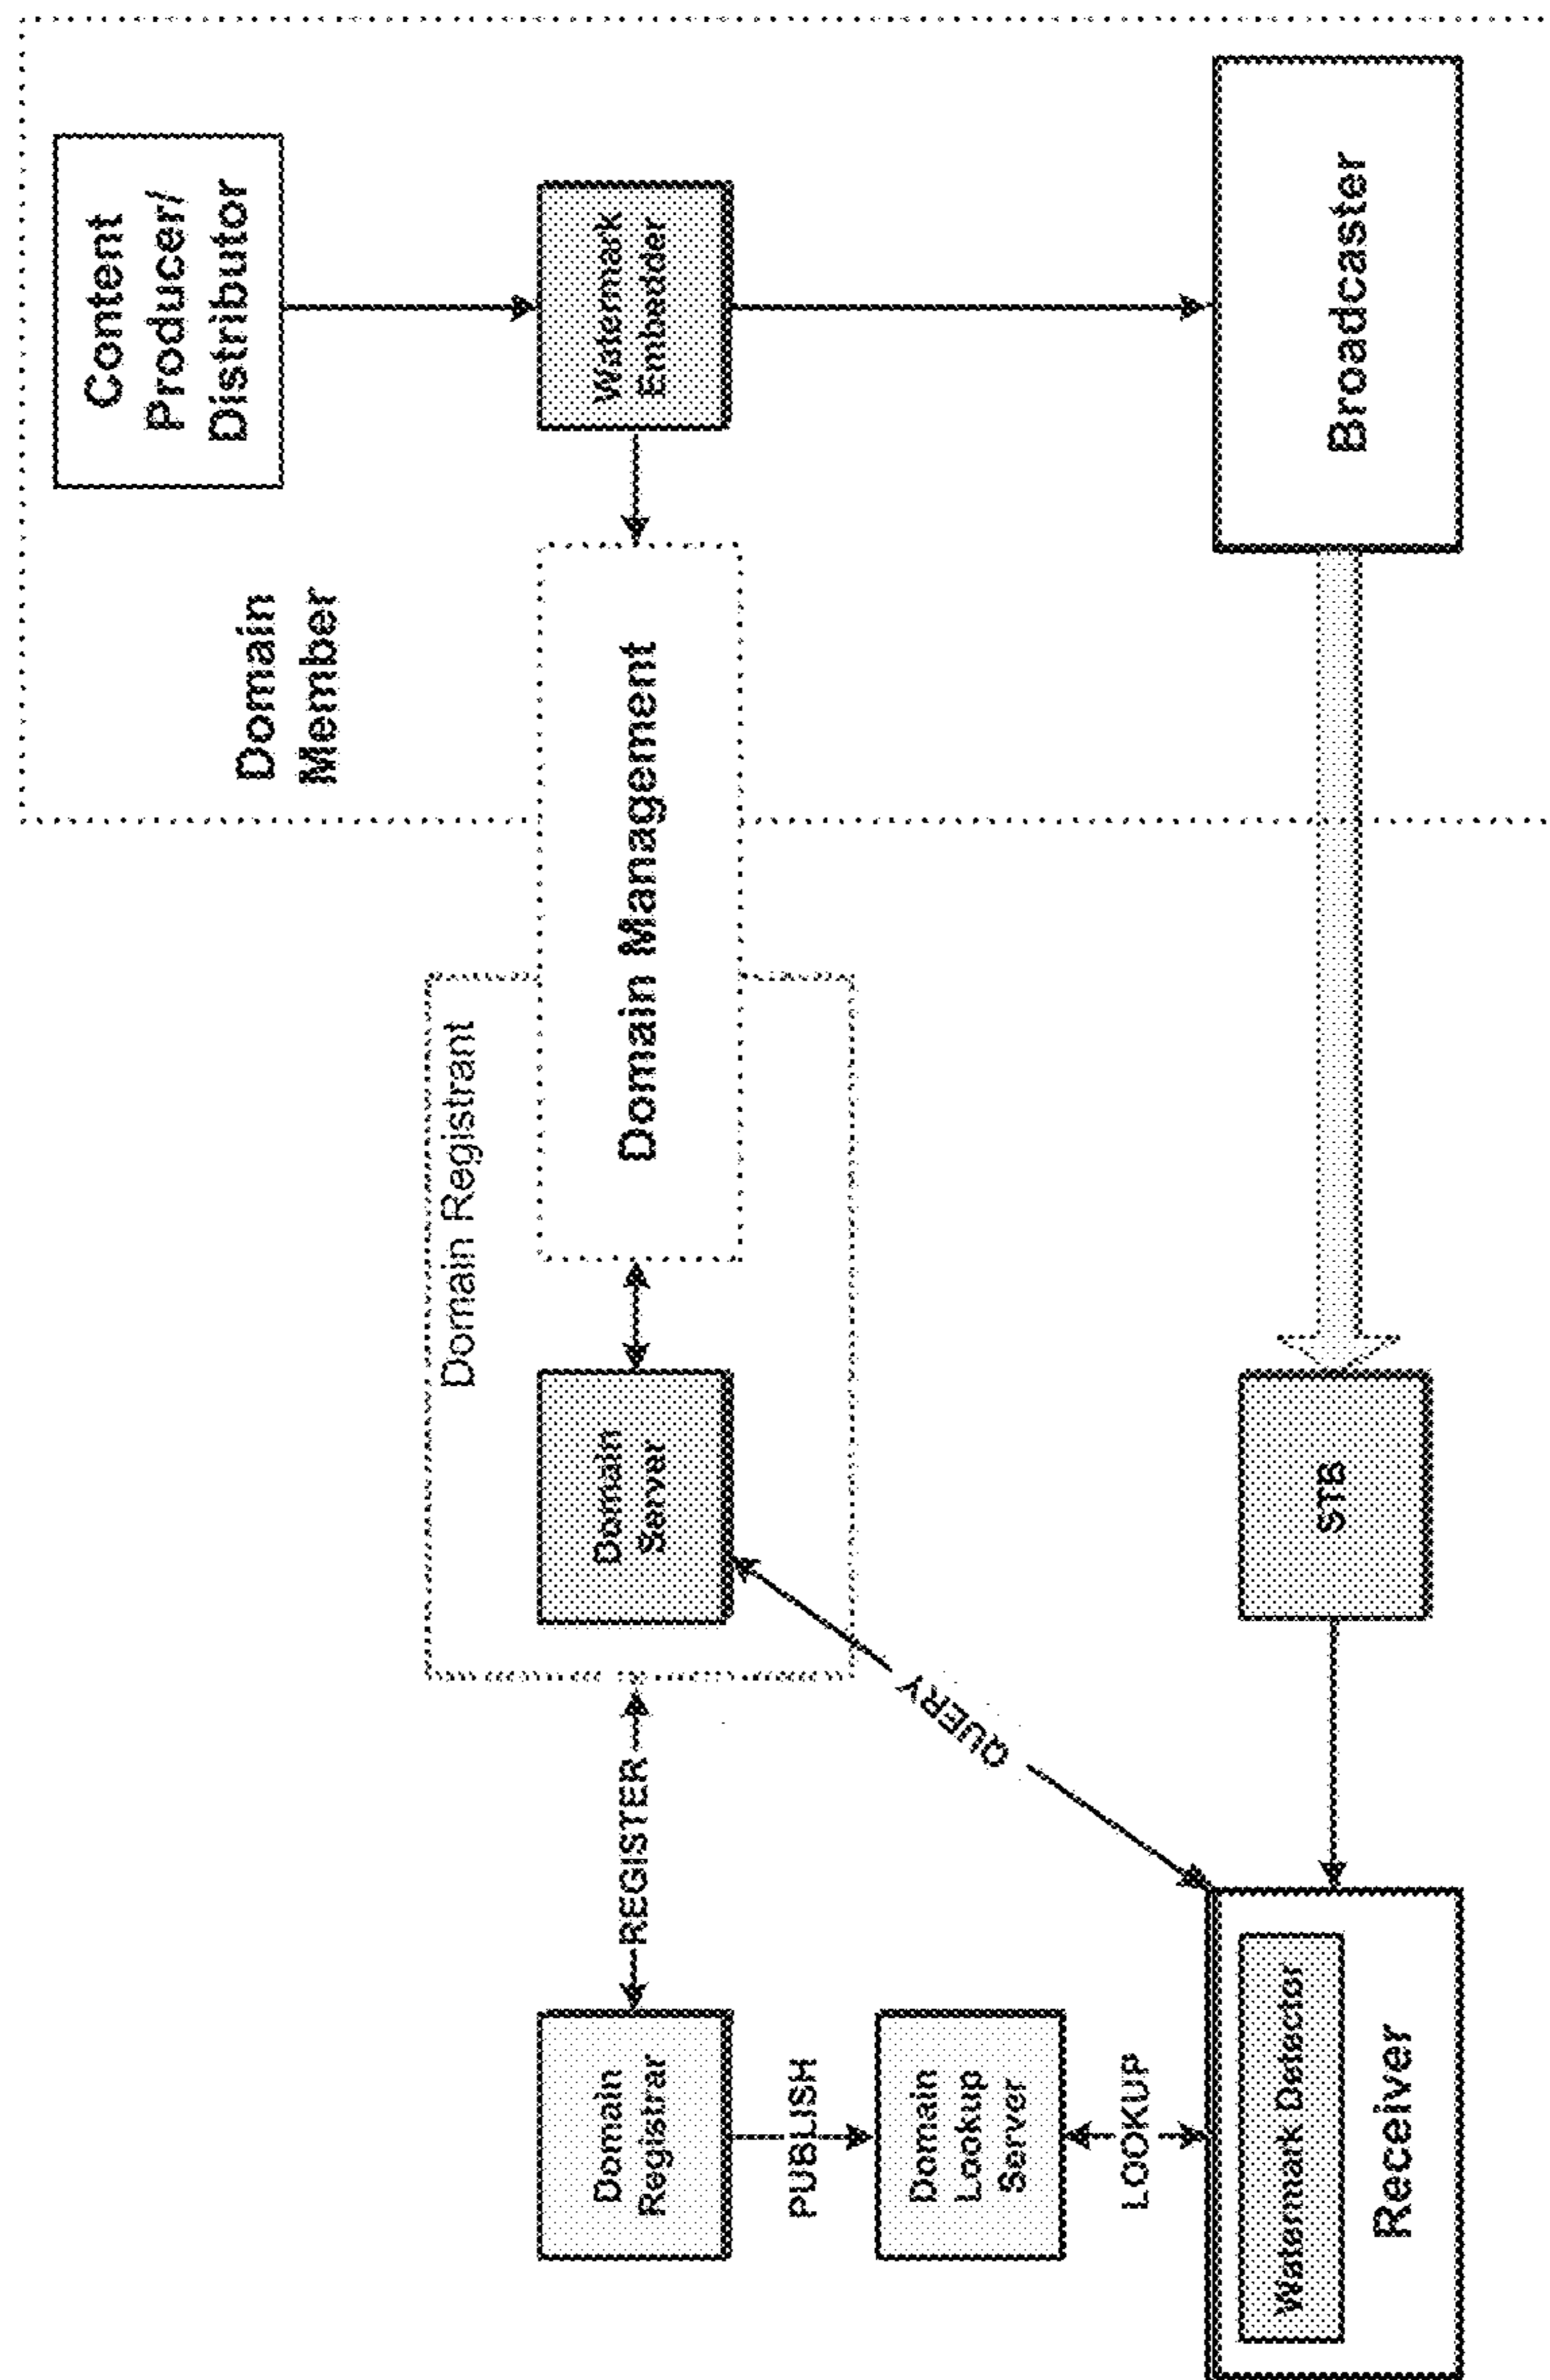 Content
Producer/
Distributor
Domain
Member
Watermark
Embedder
Domain Management
Domain Registrant
Domain
Server
REGISTER
Domain
Registrar
PUBLISH
Domain
Lookup
Server
LOOKUP
QUERY
Broadcaster
STB
Watermark Detector
Receiver